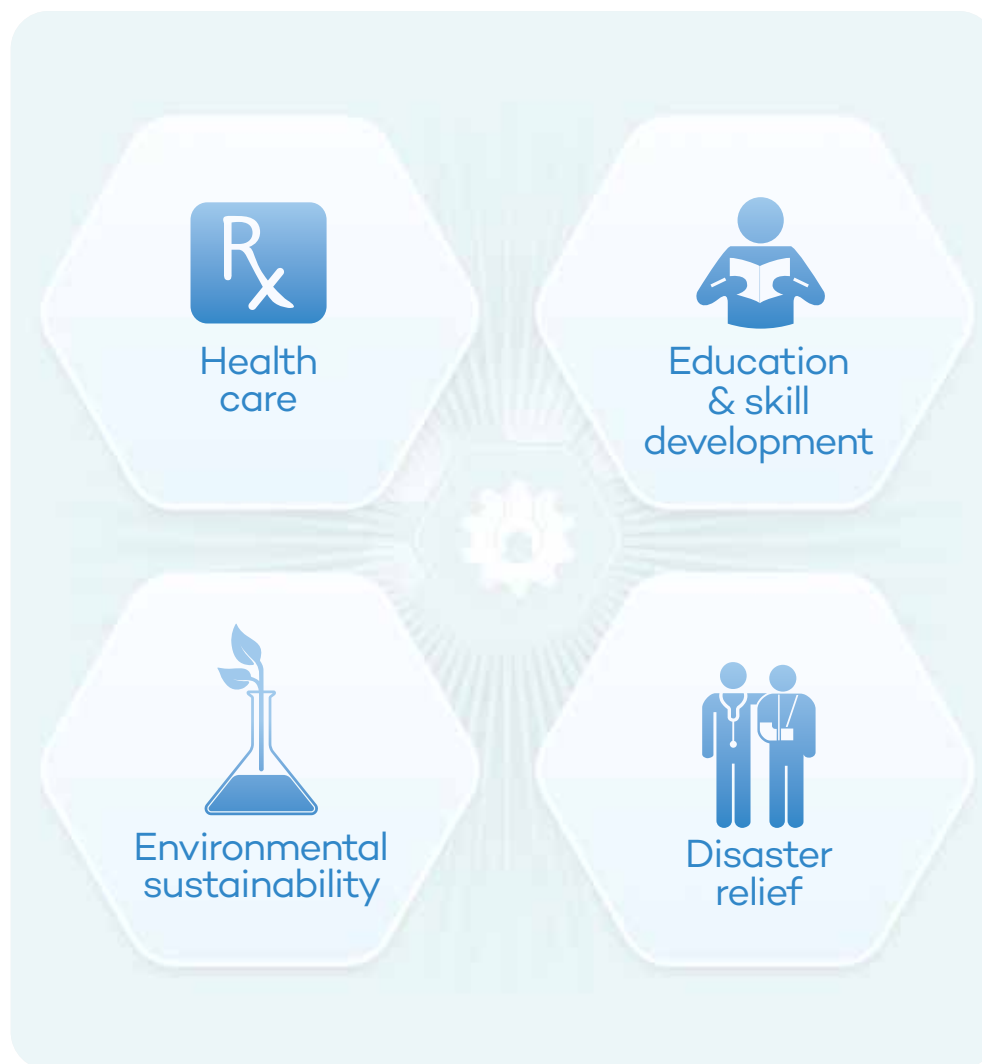 Rx
Health
care
Education
& skill
development
Environmental
sustainability
Disaster
relief